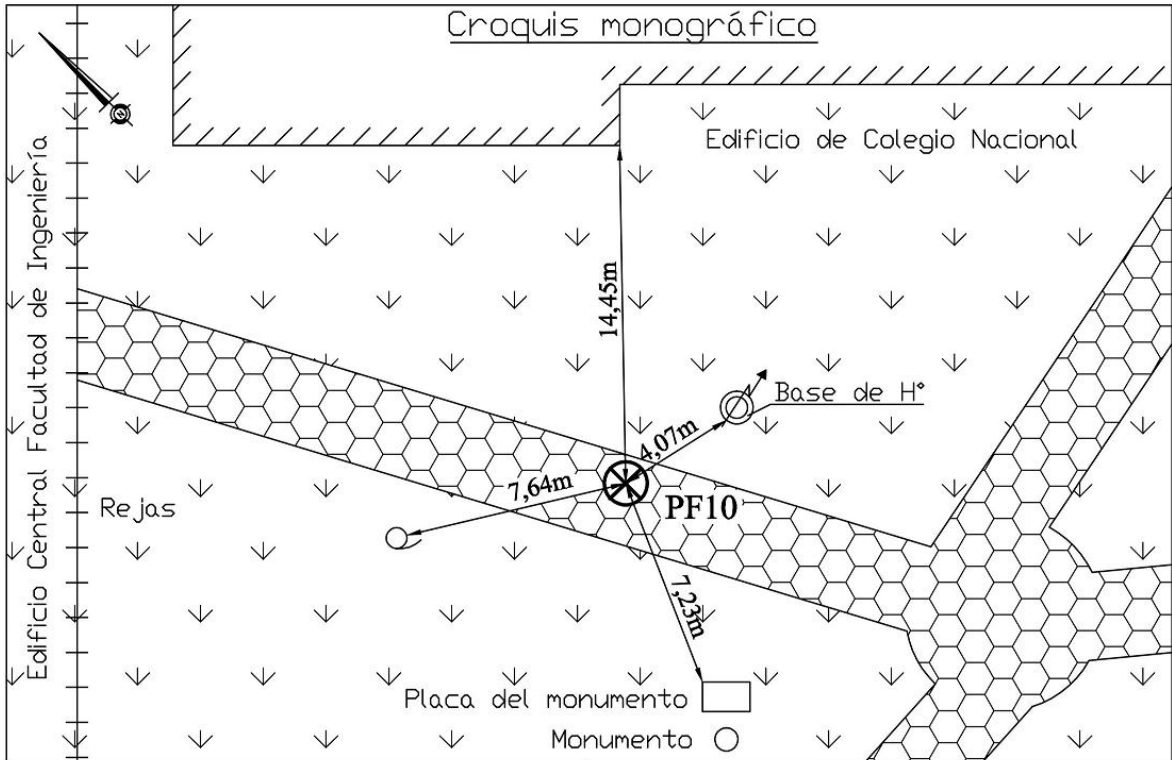 Croquis monográfico
N
Edificio de Colegio Nacional
Edificio Central Facultad de Ingeniería
14,45m
Base de H°
4,07m
7,64m
PF10
Rejas
7,23m
Placa del monumento
Monumento